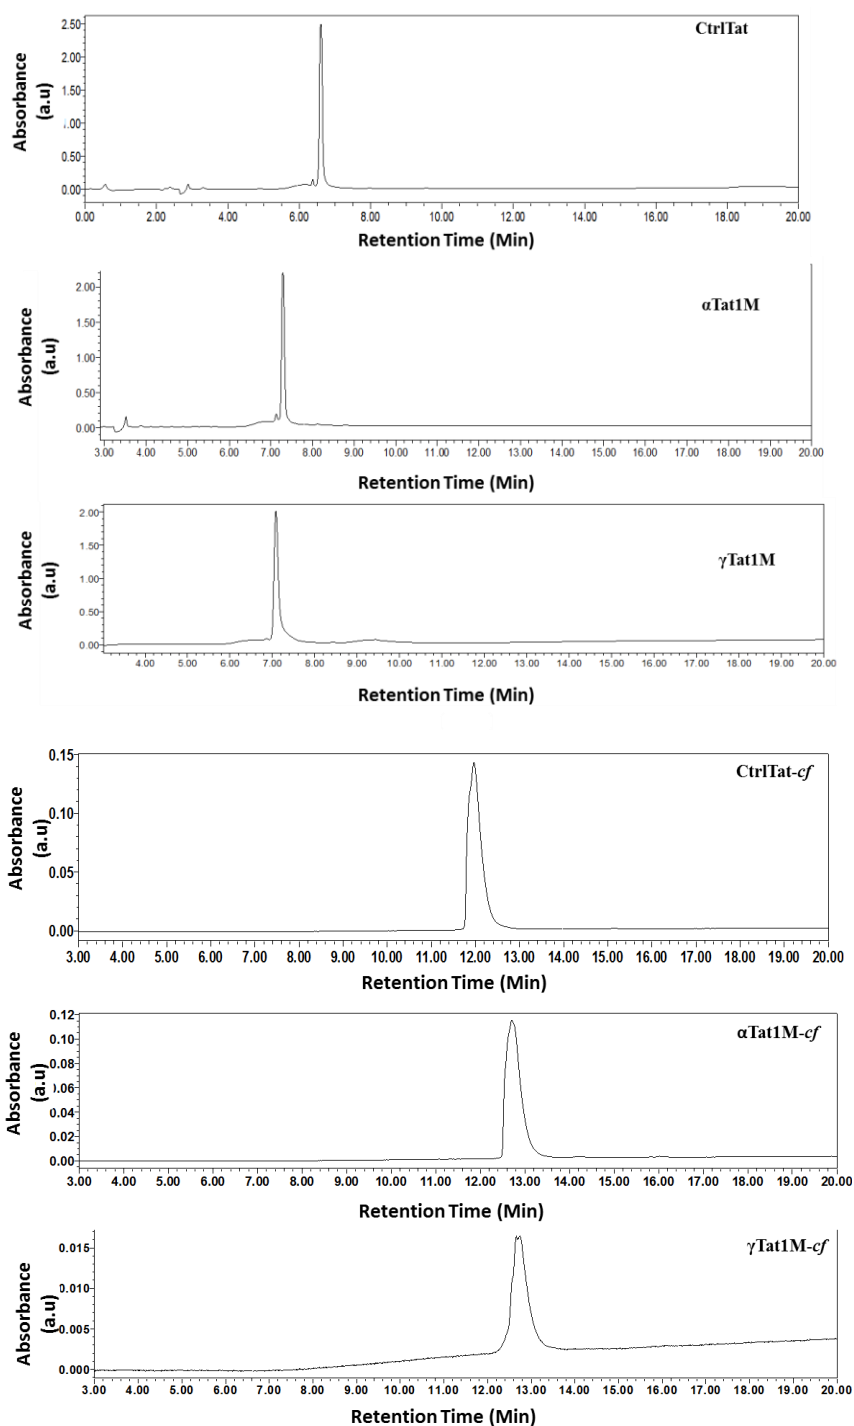 CtrlTat
Absorbance
(a.u)
2.50
2.00
1.50
.00
0.50
0.00
0.00 2.00 4.00 6.00 8.00 10.00 12.00 14.00 16.00 18.00 20.00
Retention Time (Min)
αTat1M
Absorbance
(a.u)
2.00
1.50
1.00
0.50
0.00
3.00 4.00 5.00 6.00 7.00 8.00 9.00 10.00 11.00 12.00 13.00 14.00 15.00 16.00 17.00 18.00 19.00 20.00
Retention Time (Min)
γTat1M
Absorbance
(a.u)
2.00
1.50
1.00
0.50
0.00
4.00 5.00 6.00 7.00 8.00 9.00 10.00 11.00 12.00 13.00 14.00 15.00 16.00 17.00 18.00 19.00 20.00
Retention Time (Min)
CtrlTat-cf
Absorbance
(a.u)
0.15
0.10
0.05
0.00
3.00 4.00 5.00 6.00 7.00 8.00 9.00 10.00 11.00 12.00 13.00 14.00 15.00 16.00 17.00 18.00 19.00 20.00
Retention Time (Min)
αTat1M-cf
Absorbance
(a.u)
0.12
0.10
0.08
0.06
0.04
0.02
0.00
3.00 4.00 5.00 6.00 7.00 8.00 9.00 10.00 11.00 12.00 13.00 14.00 15.00 16.00 17.00 18.00 19.00 20.00
Retention Time (Min)
γTat1M-cf
Absorbance
(a.u)
0.015
0.010
0.005
0.000
3.00 4.00 5.00 6.00 7.00 8.00 9.00 10.00 11.00 12.00 13.00 14.00 15.00 16.00 17.00 18.00 19.00 20.00
Retention Time (Min)